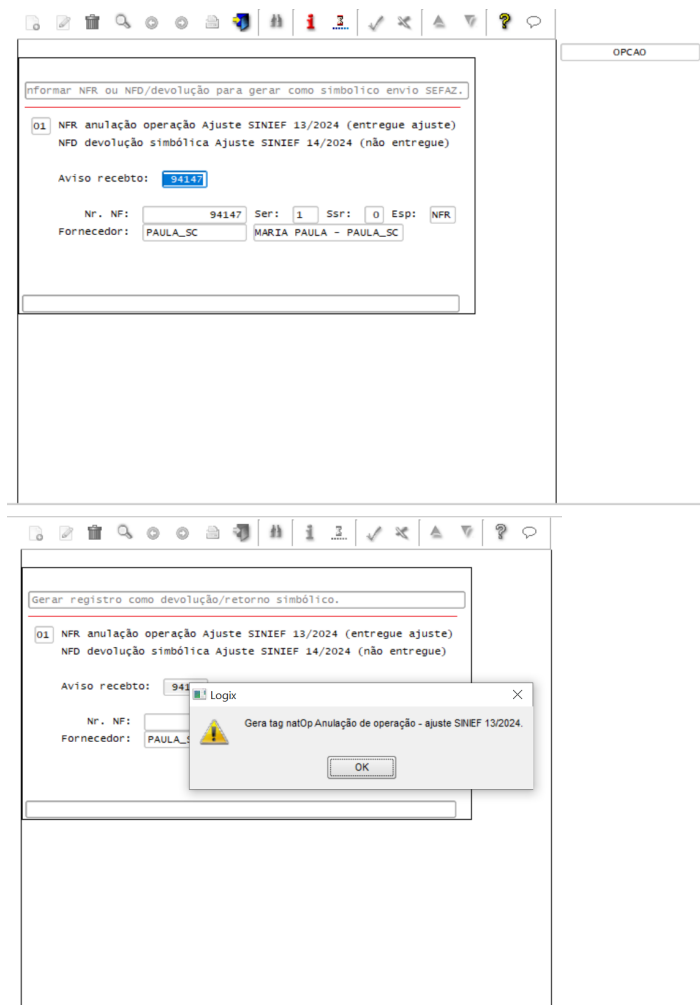 OPCAO
nformar NFR ou NFD/devolução para gerar como simbolico envio SEFAZ.
01 NFR anulação operação Ajuste SINIEF 13/2024 (entregue ajuste)
NFD devolução simbólica Ajuste SINIEF 14/2024 (não entregue)
Aviso recebto: 94147
Nr. NF: 94147 Ser: 1 Ssr: 0 Esp: NFR
Fornecedor: PAULA_SC MARIA PAULA - PAULA_SC
Gerar registro como devolução/retorno simbólico.
01 NFR anulação operação Ajuste SINIEF 13/2024 (entregue ajuste)
NFD devolução simbólica Ajuste SINIEF 14/2024 (não entregue)
Aviso recebto: 941
Logix
Gera tag natOp Anulação de operação - ajuste SINIEF 13/2024.
Nr. NF:
Fornecedor: PAULA_S
OK